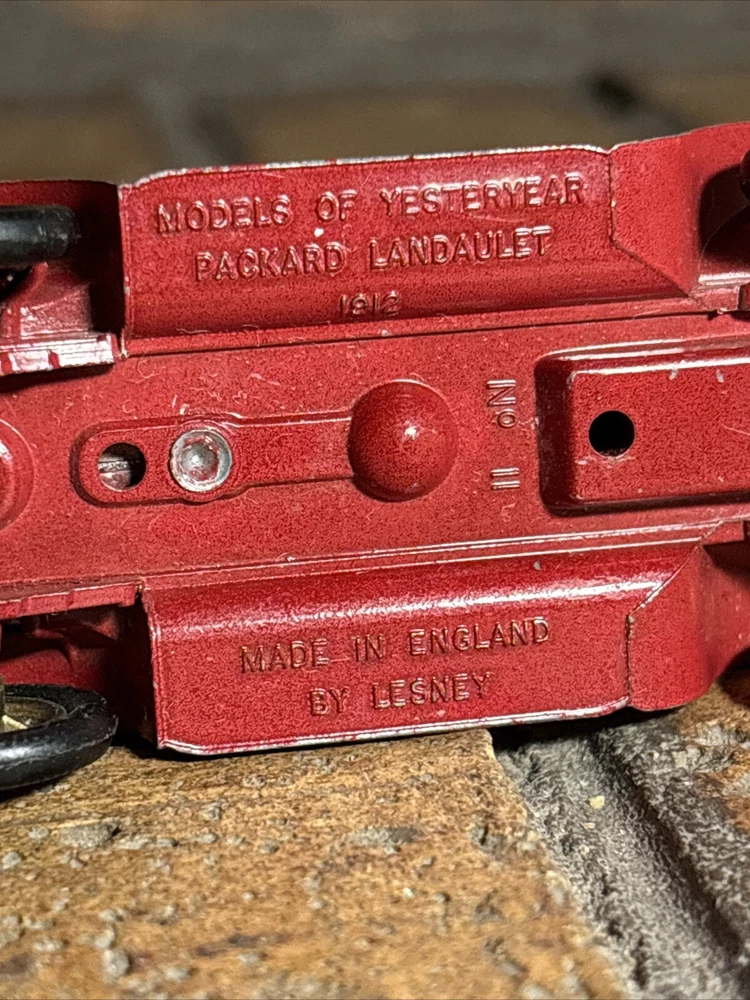 MODELS OF YESTERYEAR
PACKARD LANDAULET
1912
No
11
MADE IN ENGLAND
BY LESNEY